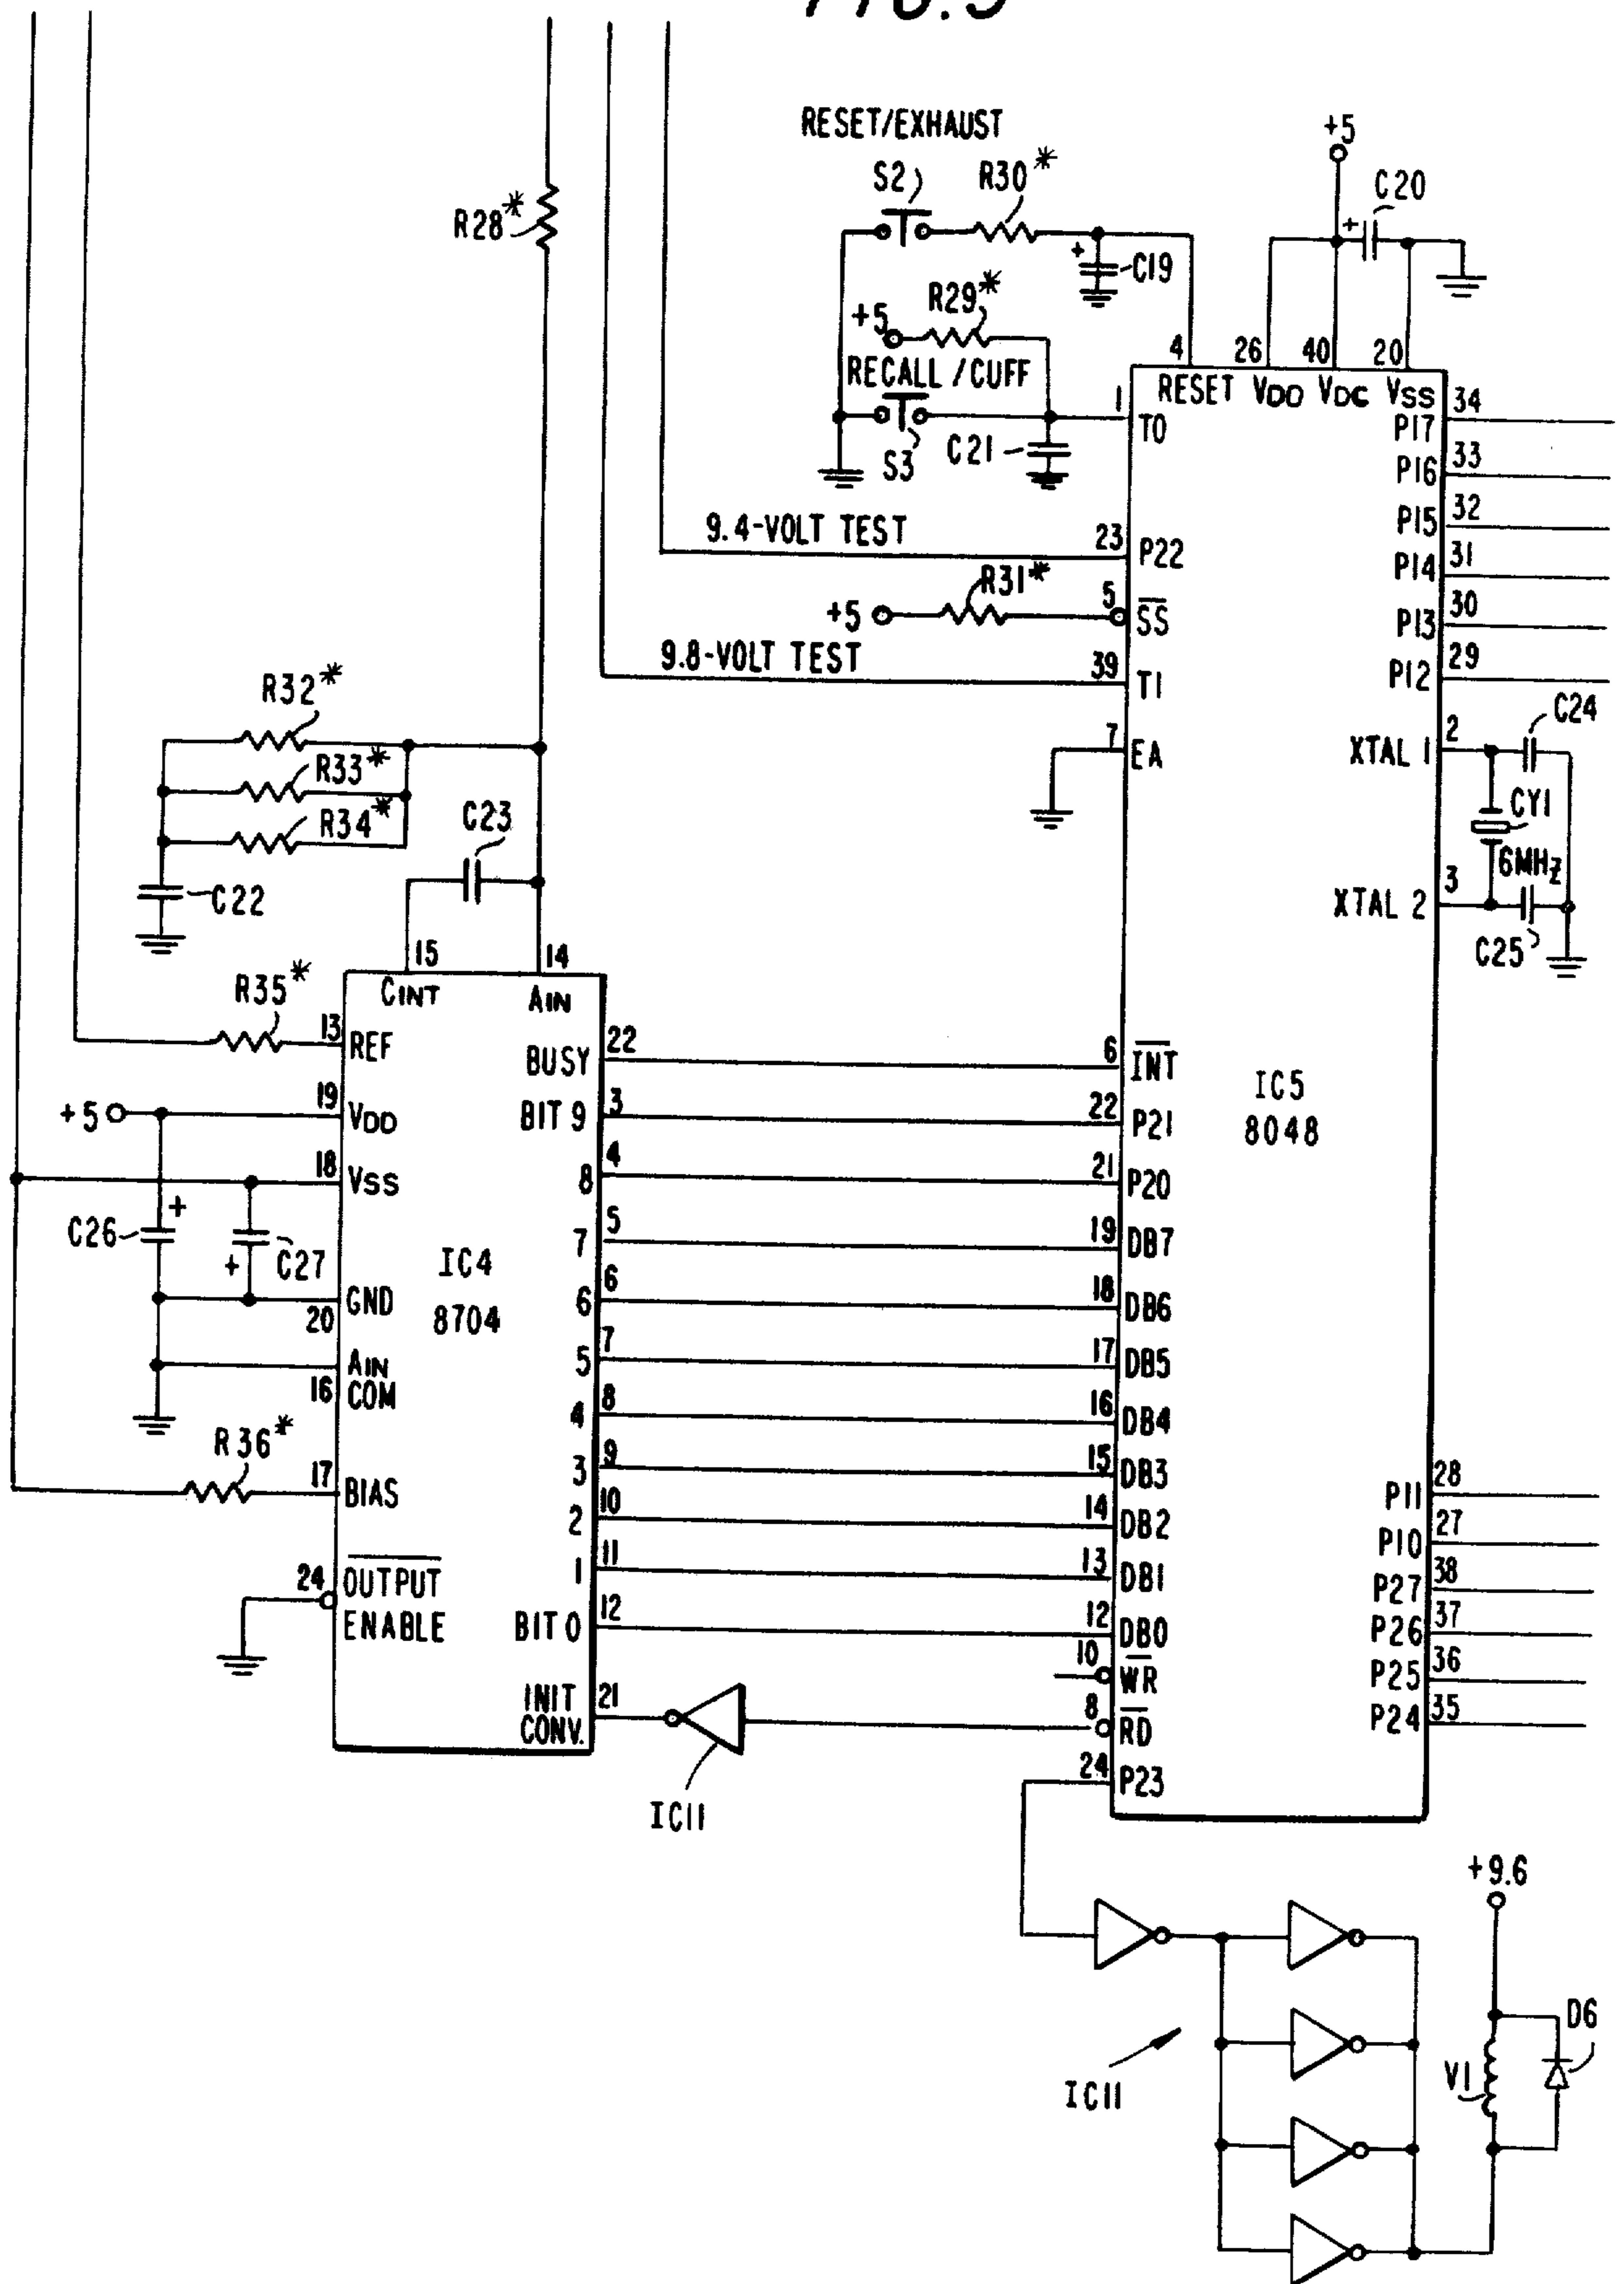 FIG. 5
RESET/EXHAUST
+5
S2
R30*
C20
R28*
+
+
C19
R29*
+5
4
26
40
20
RECALL/CUFF
RESET
VDD
VDC
VSS
34
1
T0
P17
S3
C21
33
P16
9.4-VOLT TEST
23
P22
32
P15
R31*
31
P14
+5
5
SS
30
P13
9.8-VOLT TEST
39
T1
29
P12
R32*
C24
7
EA
XTAL 1
2
R33*
R34*
C23
CY1
6MHz
C22
XTAL 2
3
C25
15
14
R35*
CINT
AIN
13
REF
BUSY
22
6
INT
IC5
8048
+5
19
VDD
BIT 9
3
22
P21
18
VSS
8
4
21
P20
C26
+
+
C27
7
5
19
DB7
IC4
8704
GND
20
6
6
18
DB6
AIN
COM
16
5
7
17
DB5
R36*
4
8
16
DB4
17
BIAS
3
9
15
DB3
P11
28
2
10
14
DB2
P10
27
24
OUTPUT
ENABLE
1
11
13
DB1
P27
38
BIT 0
12
12
DB0
P26
37
10
WR
P25
36
INIT
CONV.
21
8
RD
P24
35
24
P23
IC11
+9.6
D6
V1
IC11